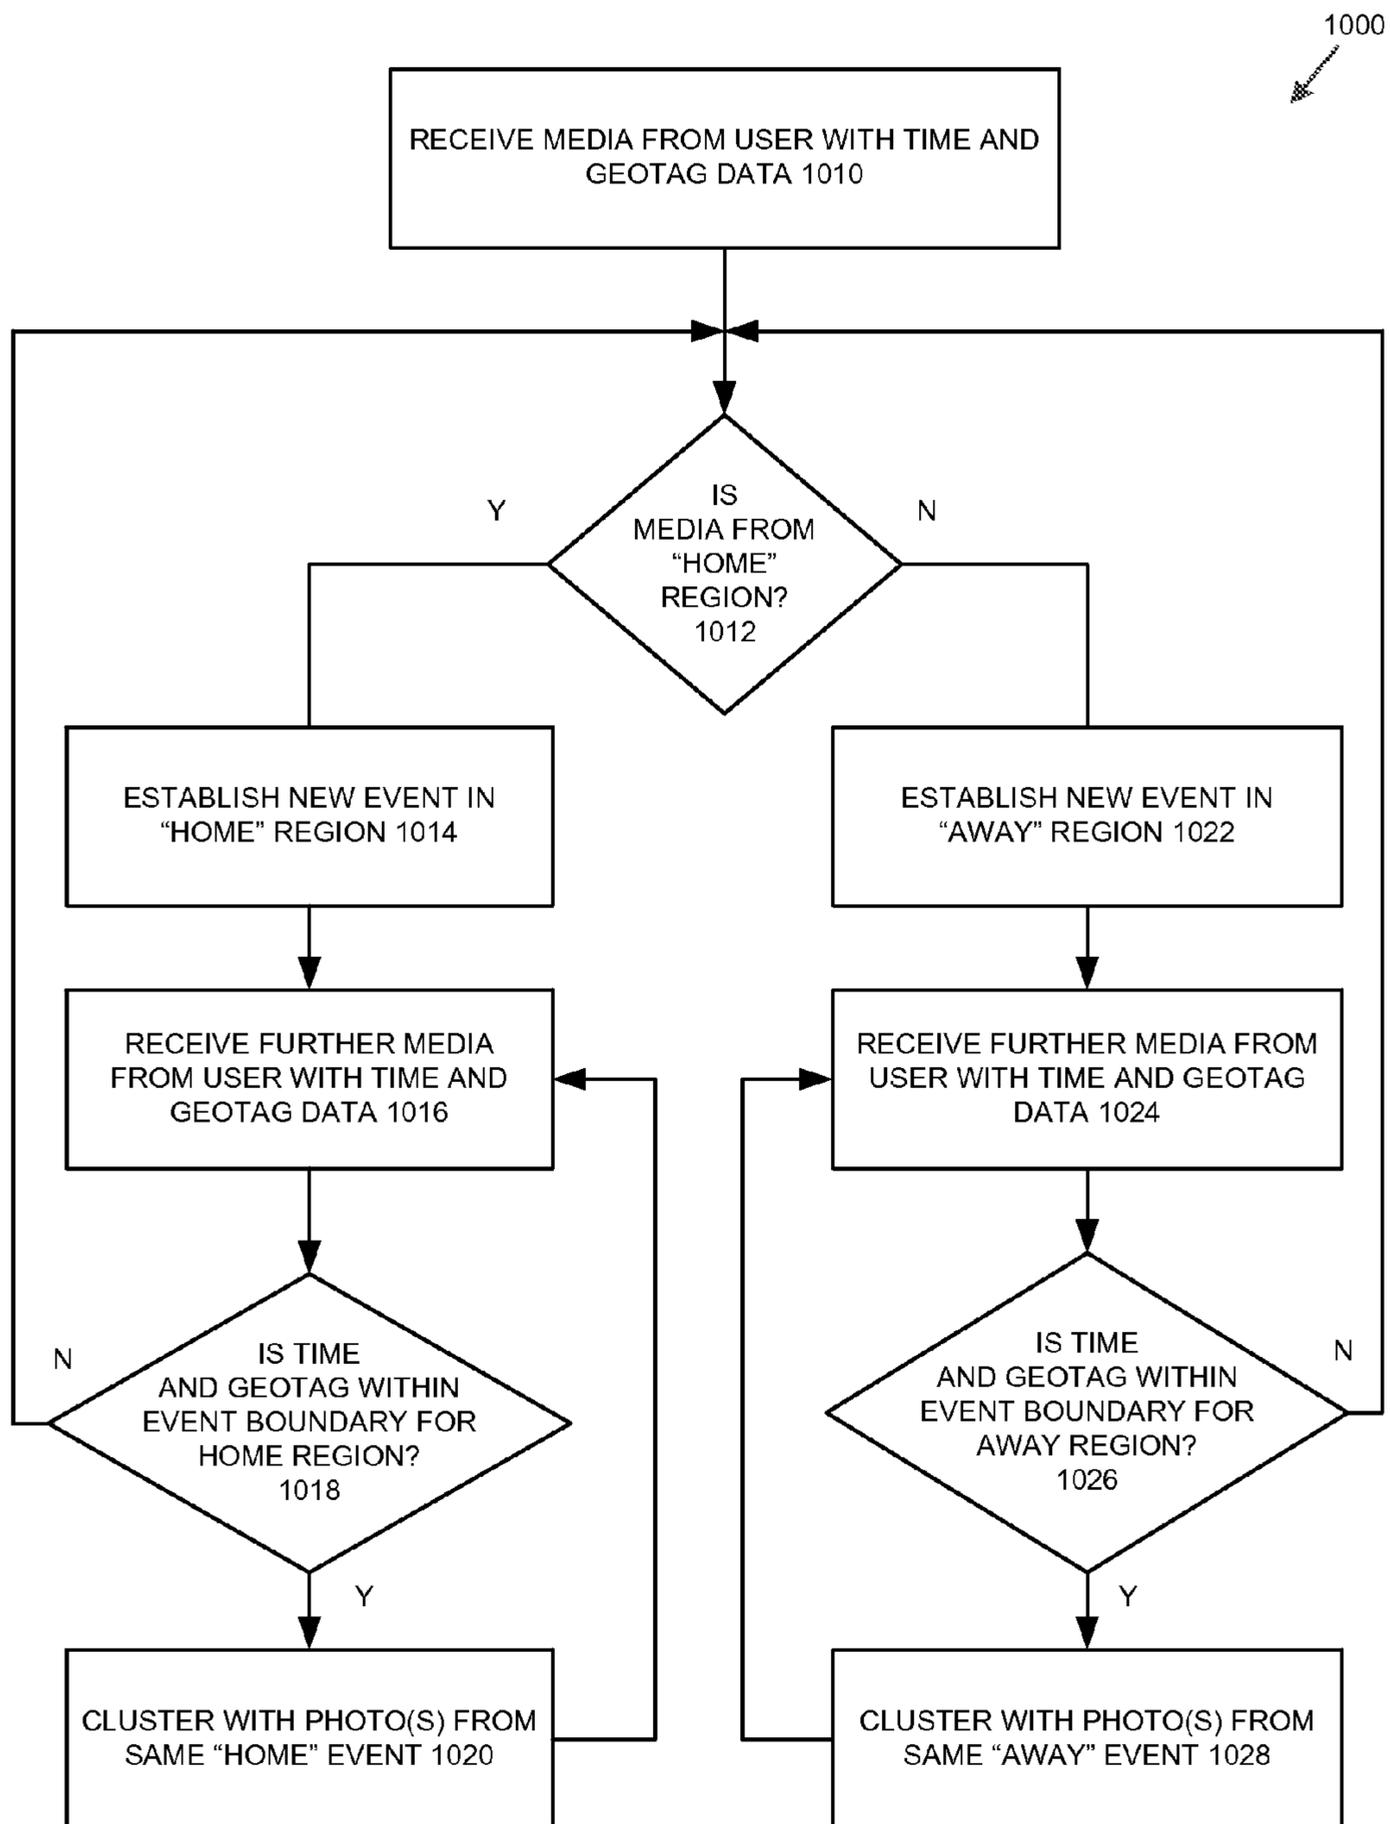 1000
RECEIVE MEDIA FROM USER WITH TIME AND
GEOTAG DATA 1010
Y
N
IS
MEDIA FROM
“HOME”
REGION?
1012
ESTABLISH NEW EVENT IN
“HOME” REGION 1014
ESTABLISH NEW EVENT IN
“AWAY” REGION 1022
RECEIVE FURTHER MEDIA
FROM USER WITH TIME AND
GEOTAG DATA 1016
RECEIVE FURTHER MEDIA FROM
USER WITH TIME AND GEOTAG
DATA 1024
N
IS TIME
AND GEOTAG WITHIN
EVENT BOUNDARY FOR
HOME REGION?
1018
IS TIME
AND GEOTAG WITHIN
EVENT BOUNDARY FOR
AWAY REGION?
1026
N
Y
Y
CLUSTER WITH PHOTO(S) FROM
SAME “HOME” EVENT 1020
CLUSTER WITH PHOTO(S) FROM
SAME “AWAY” EVENT 1028